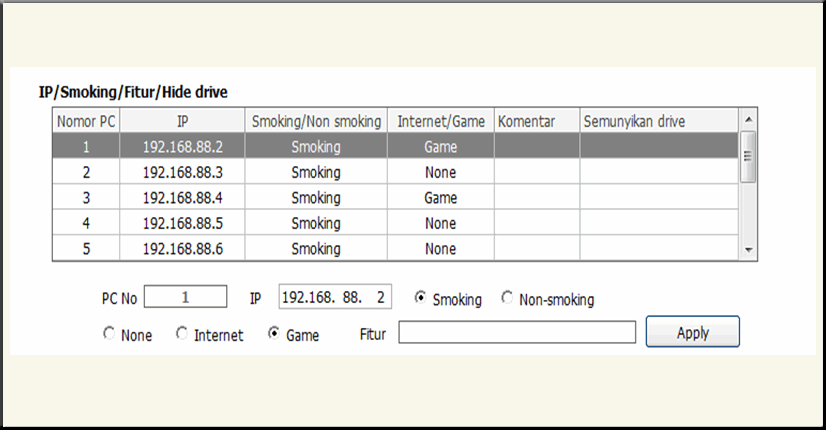 IP/Smoking/Fitur/Hide drive
Nomor PC IP Smoking/Non smoking Internet/Game Komentar Semunyikan drive
1 192.168.88.2 Smoking Game
2 192.168.88.3 Smoking None
3 192.168.88.4 Smoking Game
4 192.168.88.5 Smoking None
5 192.168.88.6 Smoking None
PC No 1 IP 192.168. 88. 2 Smoking Non-smoking
None Internet Game Fitur Apply